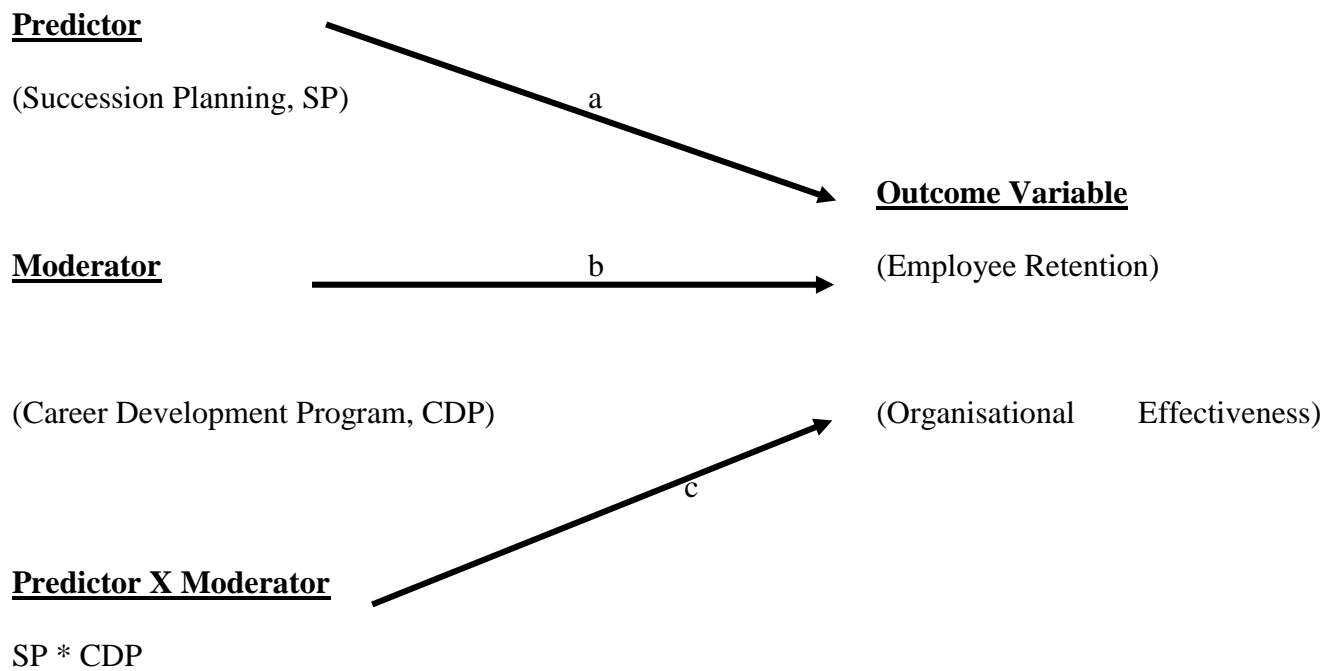 Predictor
(Succession Planning, SP)
a
Outcome Variable
Moderator
b
(Employee Retention)
(Career Development Program, CDP)
(Organisational Effectiveness)
c
Predictor X Moderator
SP * CDP